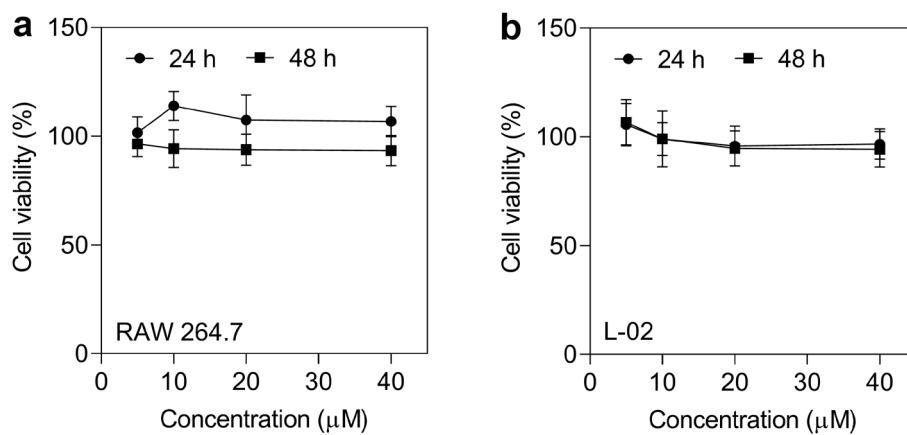 a
150
24 h
48 h
100
50
0
Cell viability (%)
RAW 264.7
0 10 20 30 40
Concentration (μM)
b
150
24 h
48 h
100
50
0
Cell viability (%)
L-02
0 10 20 30 40
Concentration (μM)